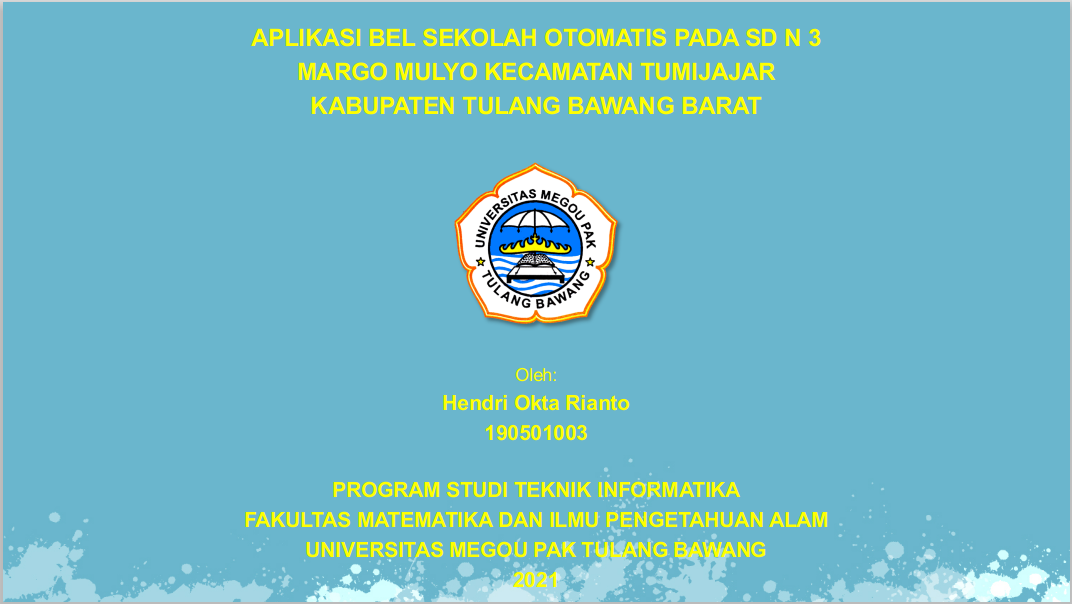 APLIKASI BEL SEKOLAH OTOMATIS PADA SD N 3
MARGO MULYO KECAMATAN TUMIJAJAR
KABUPATEN TULANG BAWANG BARAT
UNIVERSITAS MEGOU PAK
TULANG BAWANG
Oleh:
Hendri Okta Rianto
190501003
PROGRAM STUDI TEKNIK INFORMATIKA
FAKULTAS MATEMATIKA DAN ILMU PENGETAHUAN ALAM
UNIVERSITAS MEGOU PAK TULANG BAWANG
2021